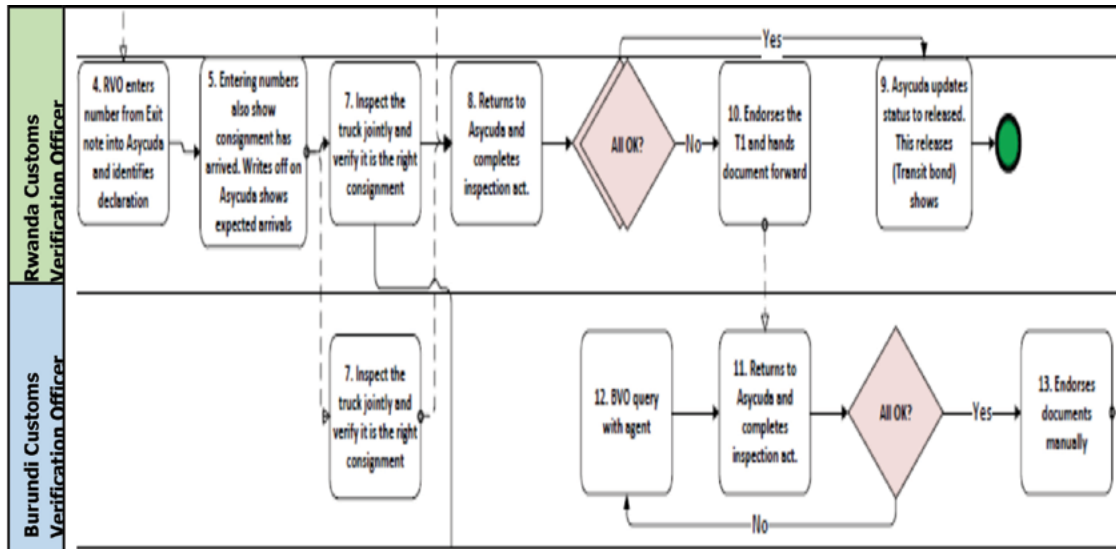 Rwanda Customs
Verification Officer
4. RVO enters
number from Exit
note into Asycuda
and identifies
declaration
5. Entering numbers
also show
consignment has
arrived. Writes off on
Asycuda shows
expected arrivals
7. Inspect the
truck jointly and
verify it is the right
consignment
8. Returns to
Asycuda and
completes
inspection act.
All OK?
Yes
No
10. Endorses the
T1 and hands
document forward
9. Asycuda updates
status to released.
This releases
(Transit bond)
shows
Burundi Customs
Verification Officer
7. Inspect the
truck jointly and
verify it is the right
consignment
12. BVO query
with agent
11. Returns to
Asycuda and
completes
inspection act.
All OK?
Yes
No
13. Endorses
documents
manually